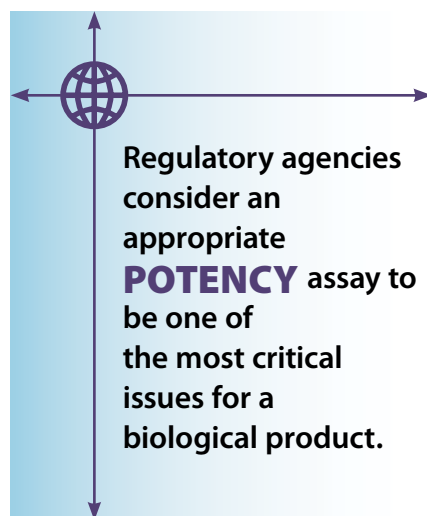 Regulatory agencies
consider an
appropriate
POTENCY assay to
be one of
the most critical
issues for a
biological product.